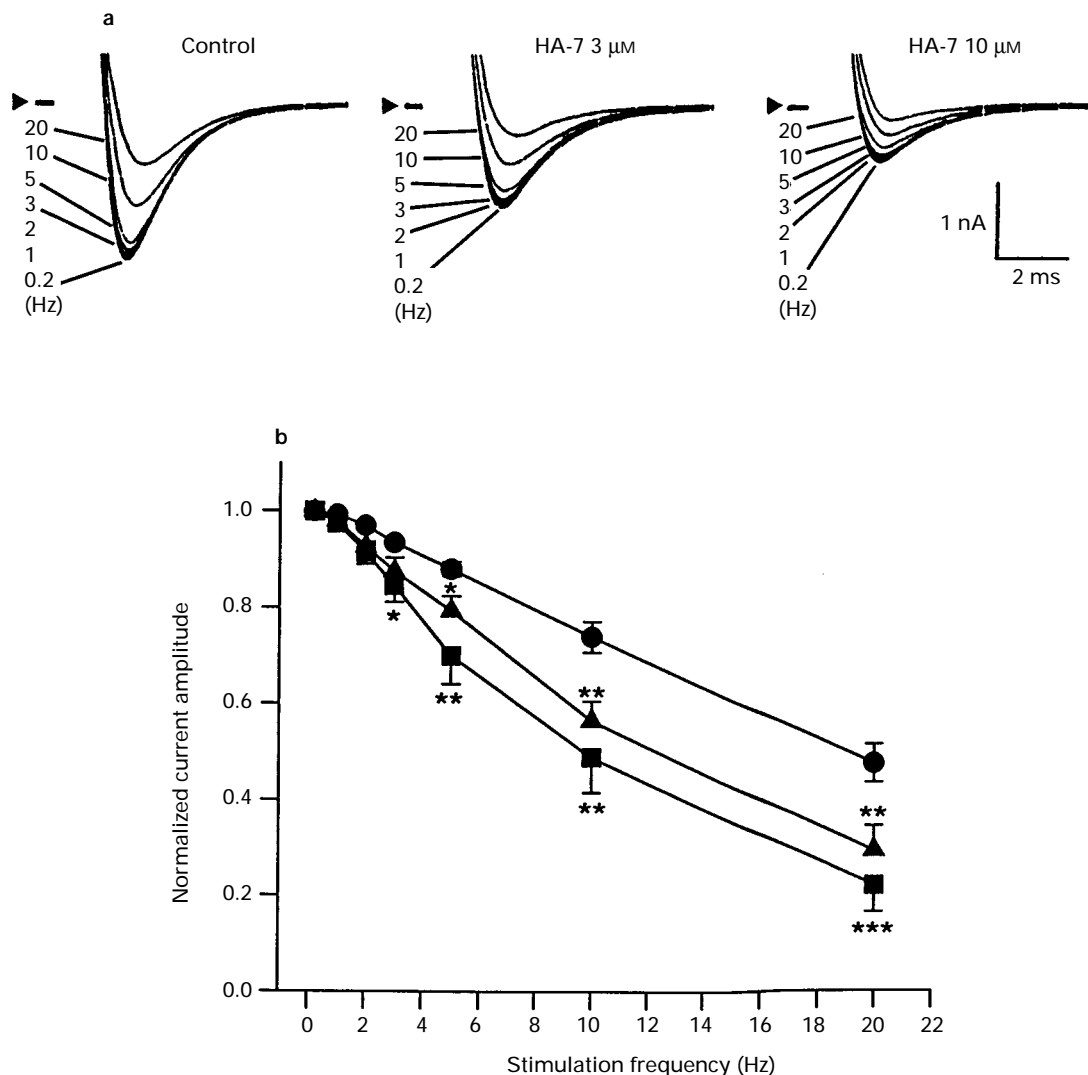 a
Control
HA-7 3 μM
HA-7 10 μM
20
10
5
3
2
1
0.2
(Hz)
20
10
5
3
2
1
0.2
(Hz)
20
10
5
3
2
1
0.2
(Hz)
1 nA
2 ms
b
Normalized current amplitude
1.0
0.8
0.6
0.4
0.2
0.0
*
*
**
**
**
**
***
0 2 4 6 8 10 12 14 16 18 20 22
Stimulation frequency (Hz)